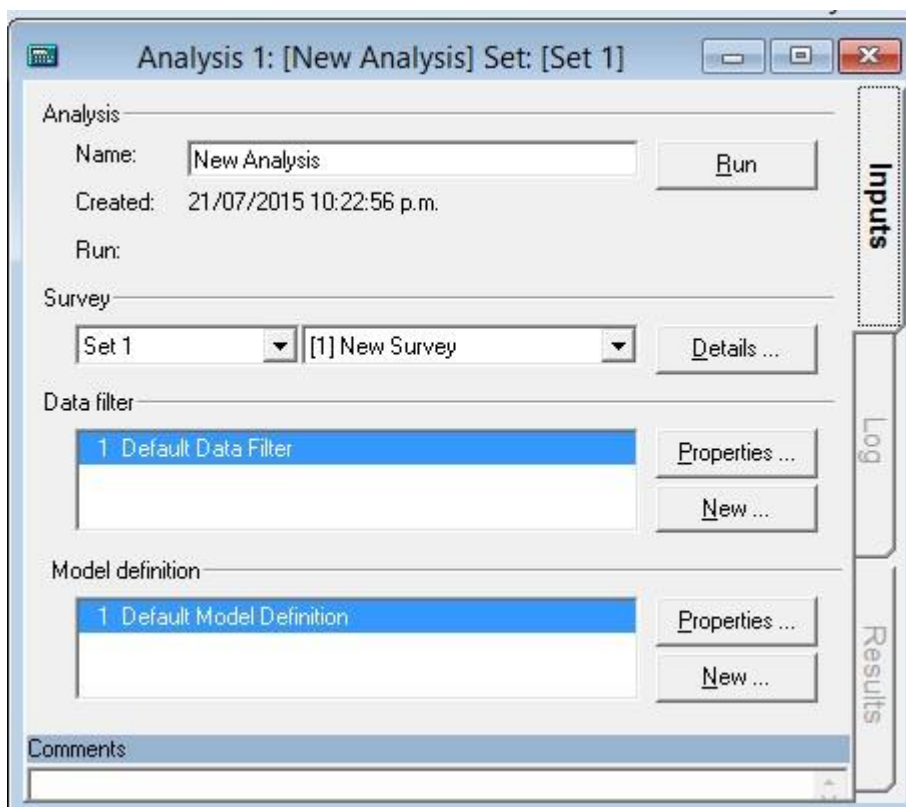 Analysis 1: [New Analysis] Set: [Set 1]
Analysis
Name: New Analysis Run
Created: 21/07/2015 10:22:56 p.m.
Run:
Survey
Set 1 [1] New Survey Details ...
Data filter
1 Default Data Filter Properties ...
New ...
Model definition
1 Default Model Definition Properties ...
New ...
Comments
Inputs
Log
Results